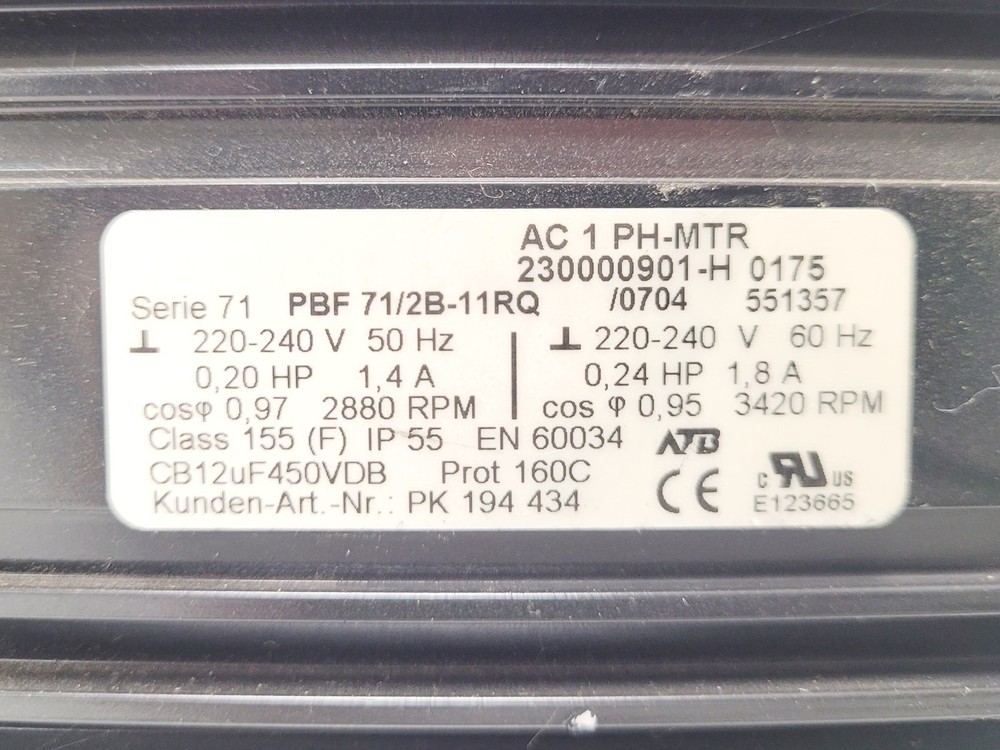 AC 1 PH-MTR
230000901-H 0175
Serie 71 PBF 71/2B-11RQ /0704 551357
⊥ 220-240 V 50 Hz ⊥ 220-240 V 60 Hz
0,20 HP 1,4 A 0,24 HP 1,8 A
cosφ 0,97 2880 RPM cos φ 0,95 3420 RPM
Class 155 (F) IP 55 EN 60034 ATB
CB12uF450VDB Prot 160C CE c RU US
Kunden-Art.-Nr.: PK 194 434 E123665